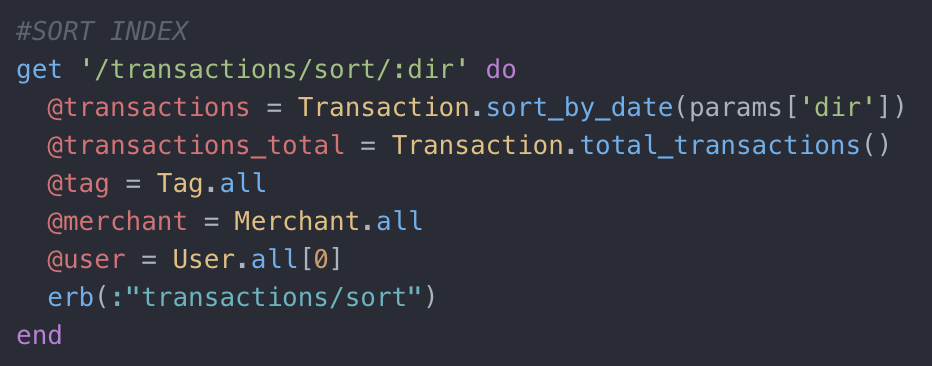 #SORT INDEX
get '/transactions/sort/:dir' do
  @transactions = Transaction.sort_by_date(params['dir'])
  @transactions_total = Transaction.total_transactions()
  @tag = Tag.all
  @merchant = Merchant.all
  @user = User.all[0]
  erb(:"transactions/sort")
end